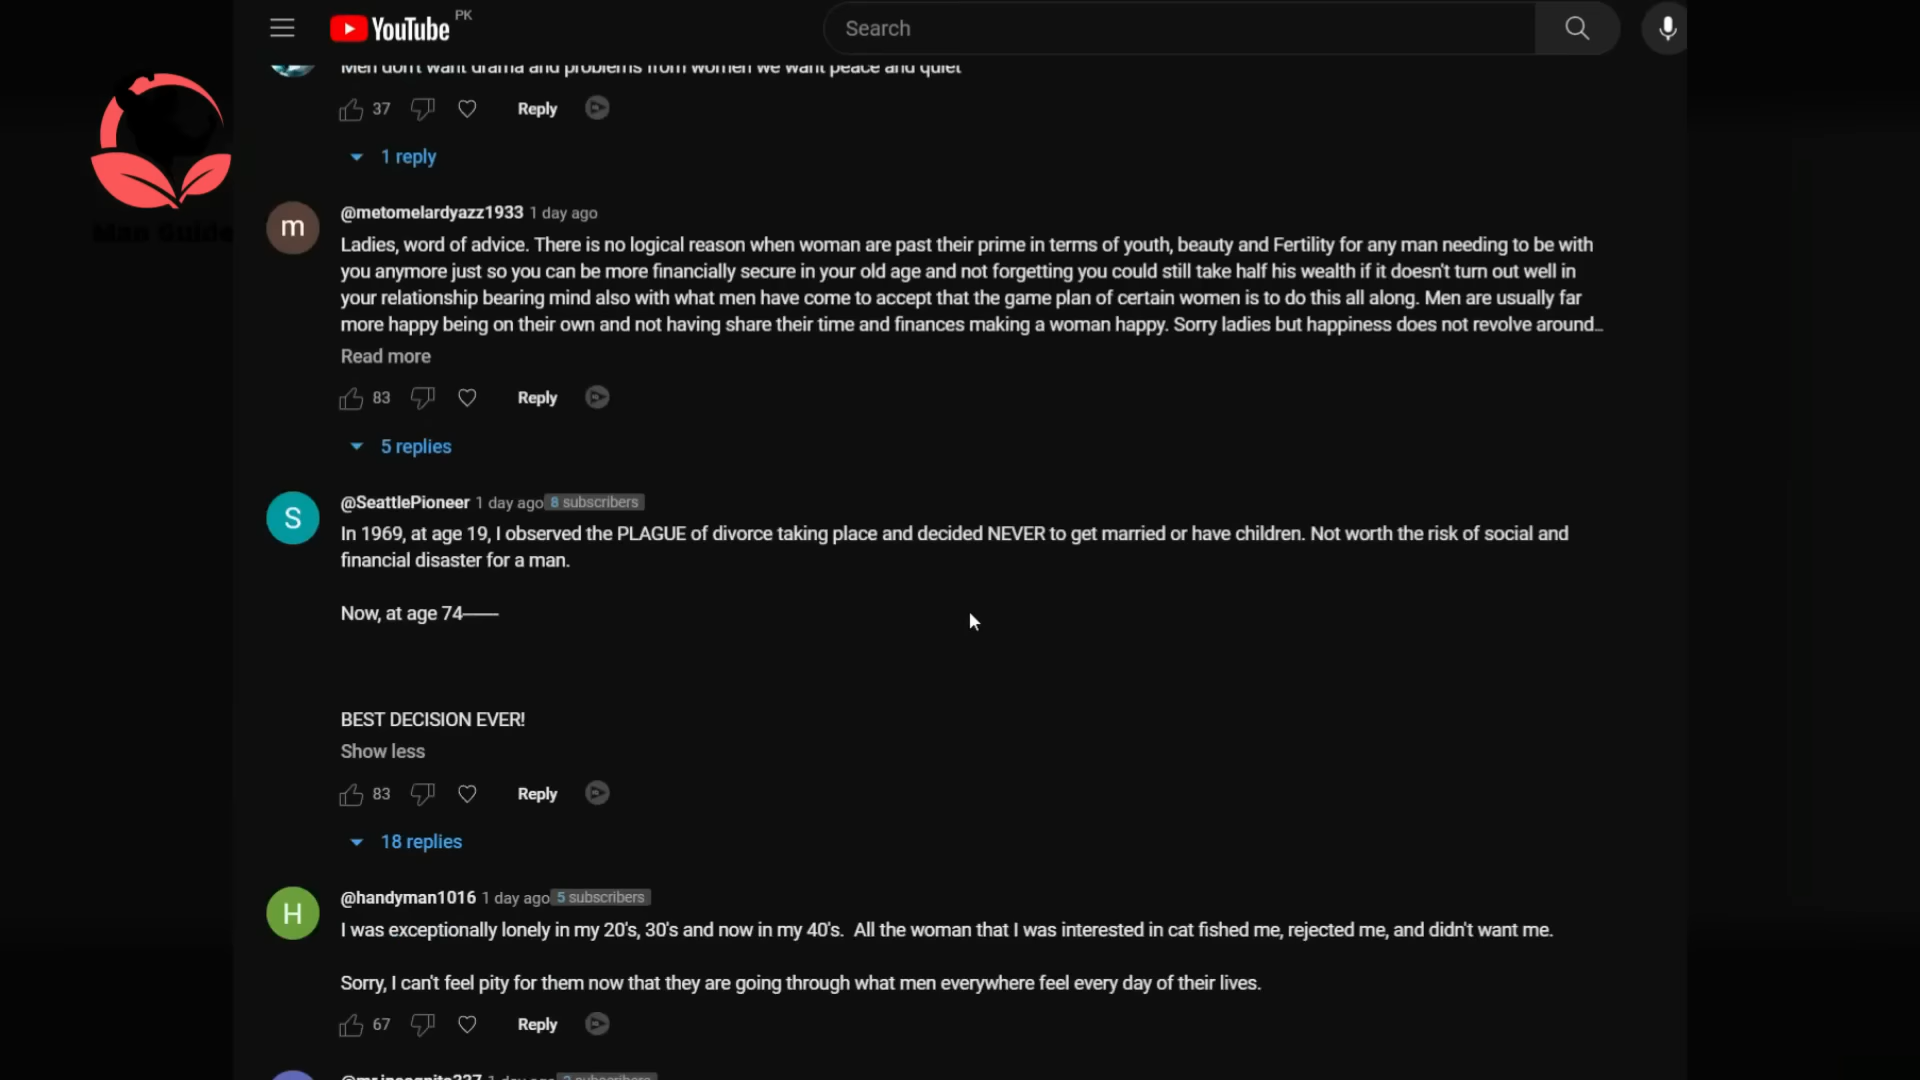 YouTube PK
Search
Men don't want drama and problems from women we want peace and quiet
37 Reply
1 reply
Man Guide
m
@metomelardyazz1933 1 day ago
Ladies, word of advice. There is no logical reason when woman are past their prime in terms of youth, beauty and Fertility for any man needing to be with
you anymore just so you can be more financially secure in your old age and not forgetting you could still take half his wealth if it doesn't turn out well in
your relationship bearing mind also with what men have come to accept that the game plan of certain women is to do this all along. Men are usually far
more happy being on their own and not having share their time and finances making a woman happy. Sorry ladies but happiness does not revolve around...
Read more
83 Reply
5 replies
S
@SeattlePioneer 1 day ago 8 subscribers
In 1969, at age 19, I observed the PLAGUE of divorce taking place and decided NEVER to get married or have children. Not worth the risk of social and
financial disaster for a man.
Now, at age 74——
BEST DECISION EVER!
Show less
83 Reply
18 replies
H
@handyman1016 1 day ago 5 subscribers
I was exceptionally lonely in my 20's, 30's and now in my 40's. All the woman that I was interested in cat fished me, rejected me, and didn't want me.
Sorry, I can't feel pity for them now that they are going through what men everywhere feel every day of their lives.
67 Reply
@mr.incognito337 1 day ago subscribers